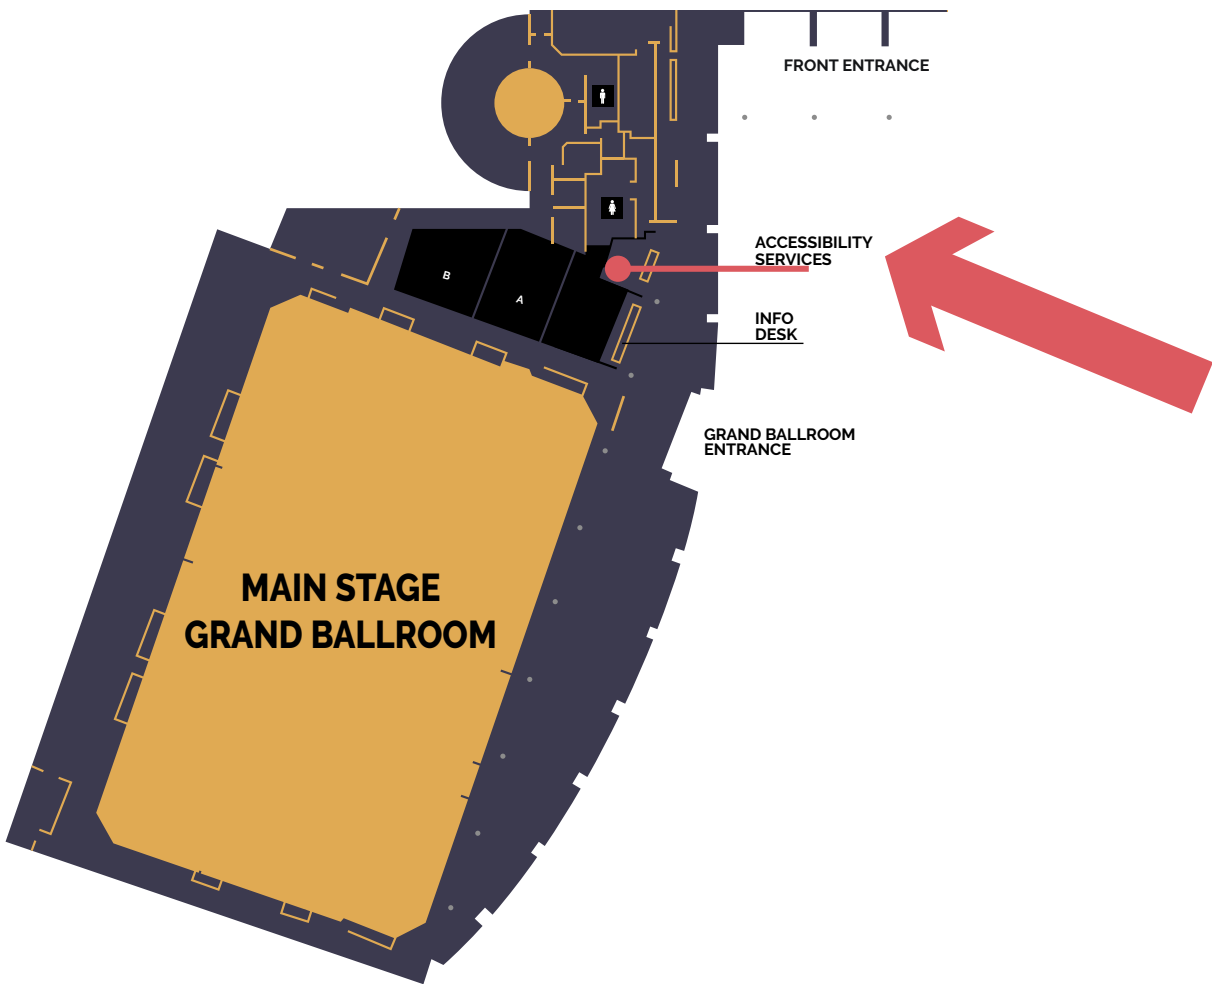 FRONT ENTRANCE
ACCESSIBILITY
SERVICES
B
A
INFO
DESK
GRAND BALLROOM
ENTRANCE
MAIN STAGE
GRAND BALLROOM